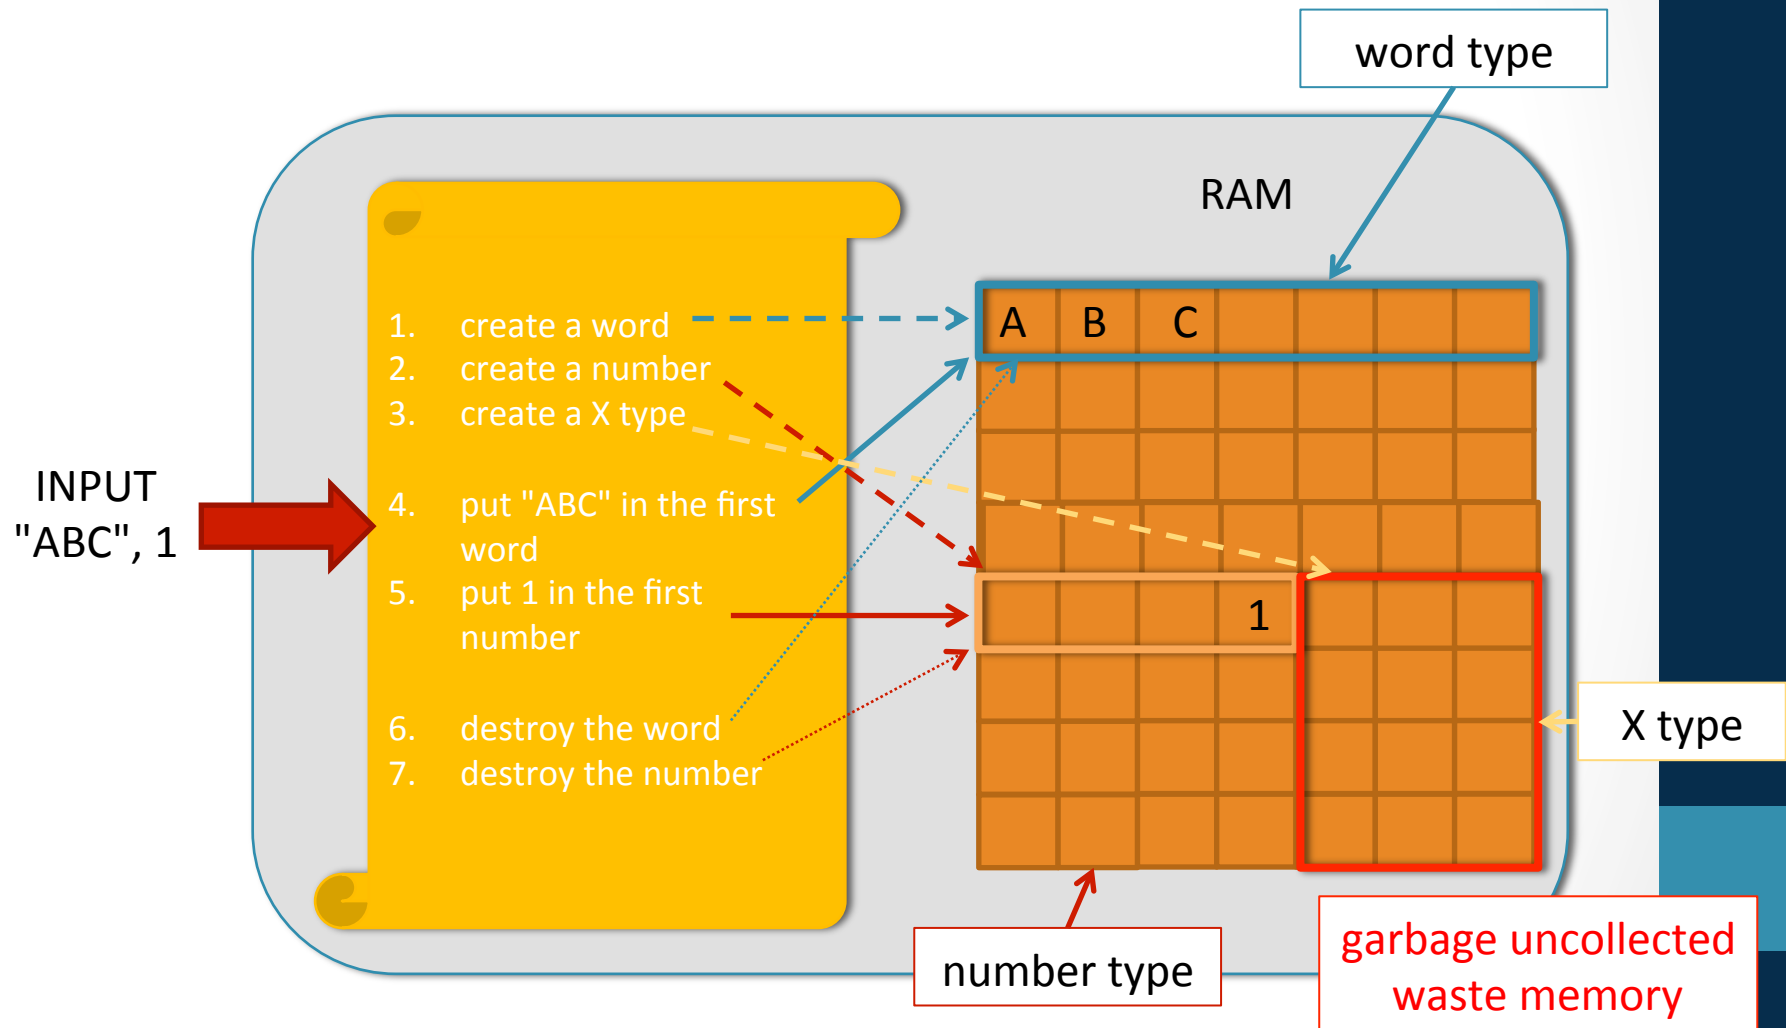 word type
RAM
1. create a word
2. create a number
3. create a X type
4. put "ABC" in the first
word
5. put 1 in the first
number
6. destroy the word
7. destroy the number
INPUT
"ABC", 1
A B C
1
X type
number type
garbage uncollected
waste memory